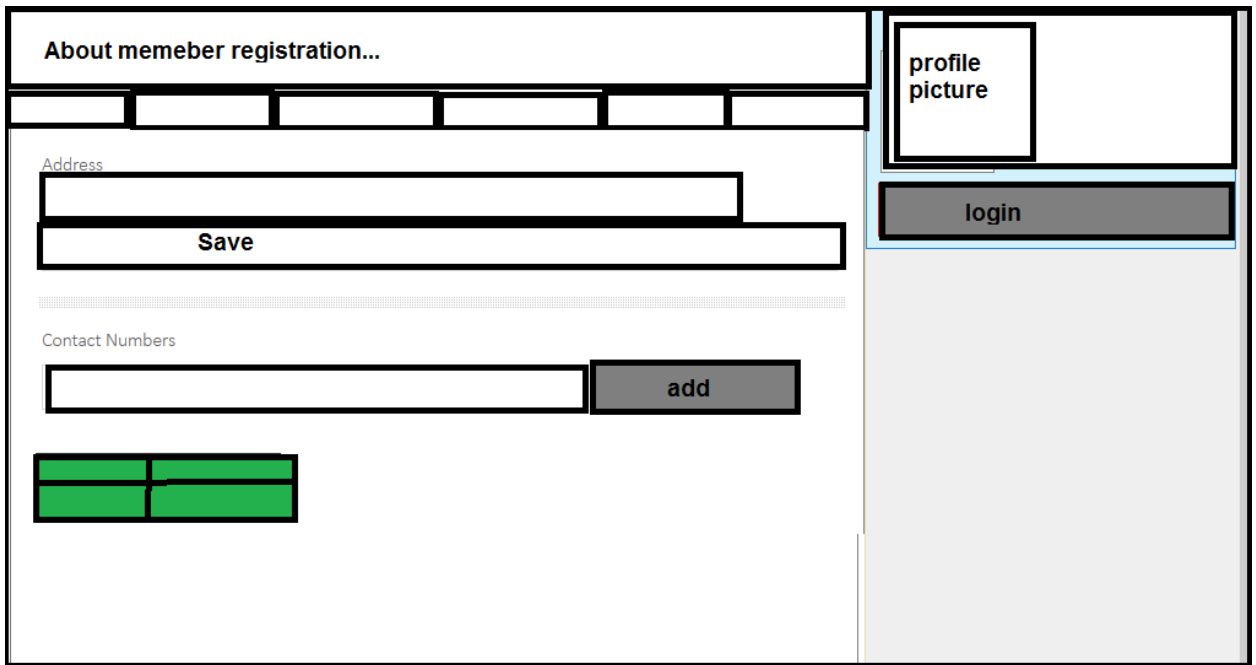 About memeber registration...
profile
picture
login
Address
Save
Contact Numbers
add